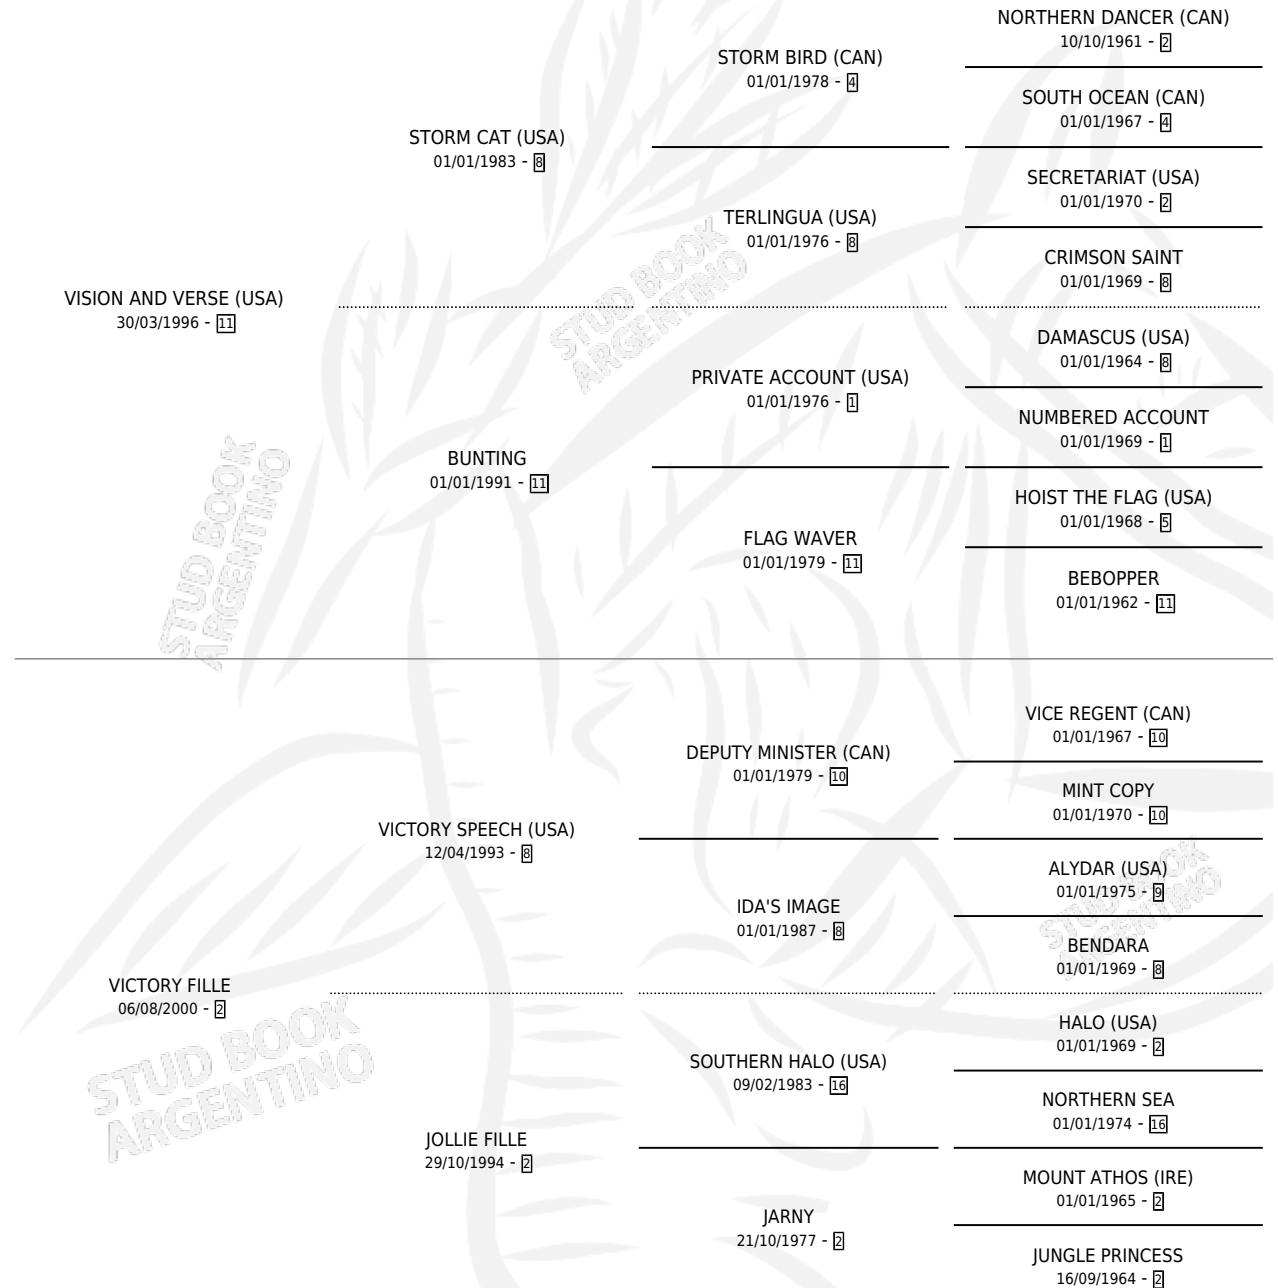 NORTHERN DANCER (CAN)
10/10/1961 - 2
STORM BIRD (CAN)
01/01/1978 - 4
SOUTH OCEAN (CAN)
01/01/1967 - 4
STORM CAT (USA)
01/01/1983 - 8
SECRETARIAT (USA)
01/01/1970 - 2
TERLINGUA (USA)
01/01/1976 - 8
CRIMSON SAINT
01/01/1969 - 8
VISION AND VERSE (USA)
30/03/1996 - 11
DAMASCUS (USA)
01/01/1964 - 8
PRIVATE ACCOUNT (USA)
01/01/1976 - 1
NUMBERED ACCOUNT
01/01/1969 - 1
BUNTING
01/01/1991 - 11
HOIST THE FLAG (USA)
01/01/1968 - 5
FLAG WAVER
01/01/1979 - 11
BEBOPPER
01/01/1962 - 11
VICE REGENT (CAN)
01/01/1967 - 10
DEPUTY MINISTER (CAN)
01/01/1979 - 10
MINT COPY
01/01/1970 - 10
VICTORY SPEECH (USA)
12/04/1993 - 8
ALYDAR (USA)
01/01/1975 - 9
IDA'S IMAGE
01/01/1987 - 8
BENDARA
01/01/1969 - 8
VICTORY FILLE
06/08/2000 - 2
HALO (USA)
01/01/1969 - 2
SOUTHERN HALO (USA)
09/02/1983 - 16
NORTHERN SEA
01/01/1974 - 16
JOLLIE FILLE
29/10/1994 - 2
MOUNT ATHOS (IRE)
01/01/1965 - 2
JARNY
21/10/1977 - 2
JUNGLE PRINCESS
16/09/1964 - 2
STUD BOOK
ARGENTINO
STUD BOOK
ARGENTINO
STUD BOOK
ARGENTINO
STUD BOOK
ARGENTINO